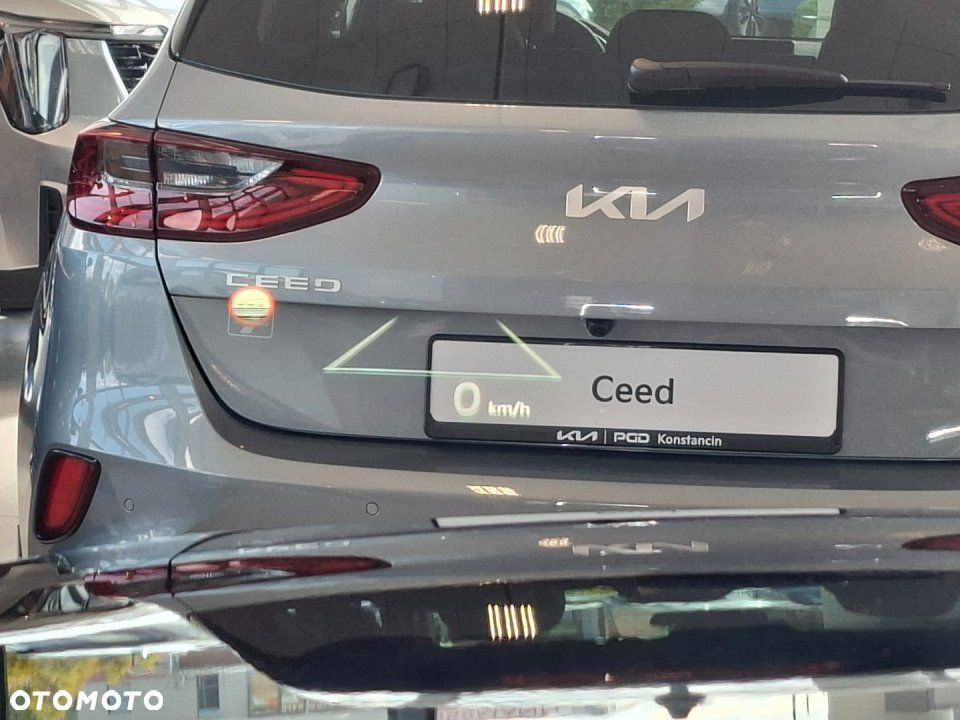 KIA
CEED
Ceed
0 km/h
KIA | PGD Konstancin
OTOMOTO